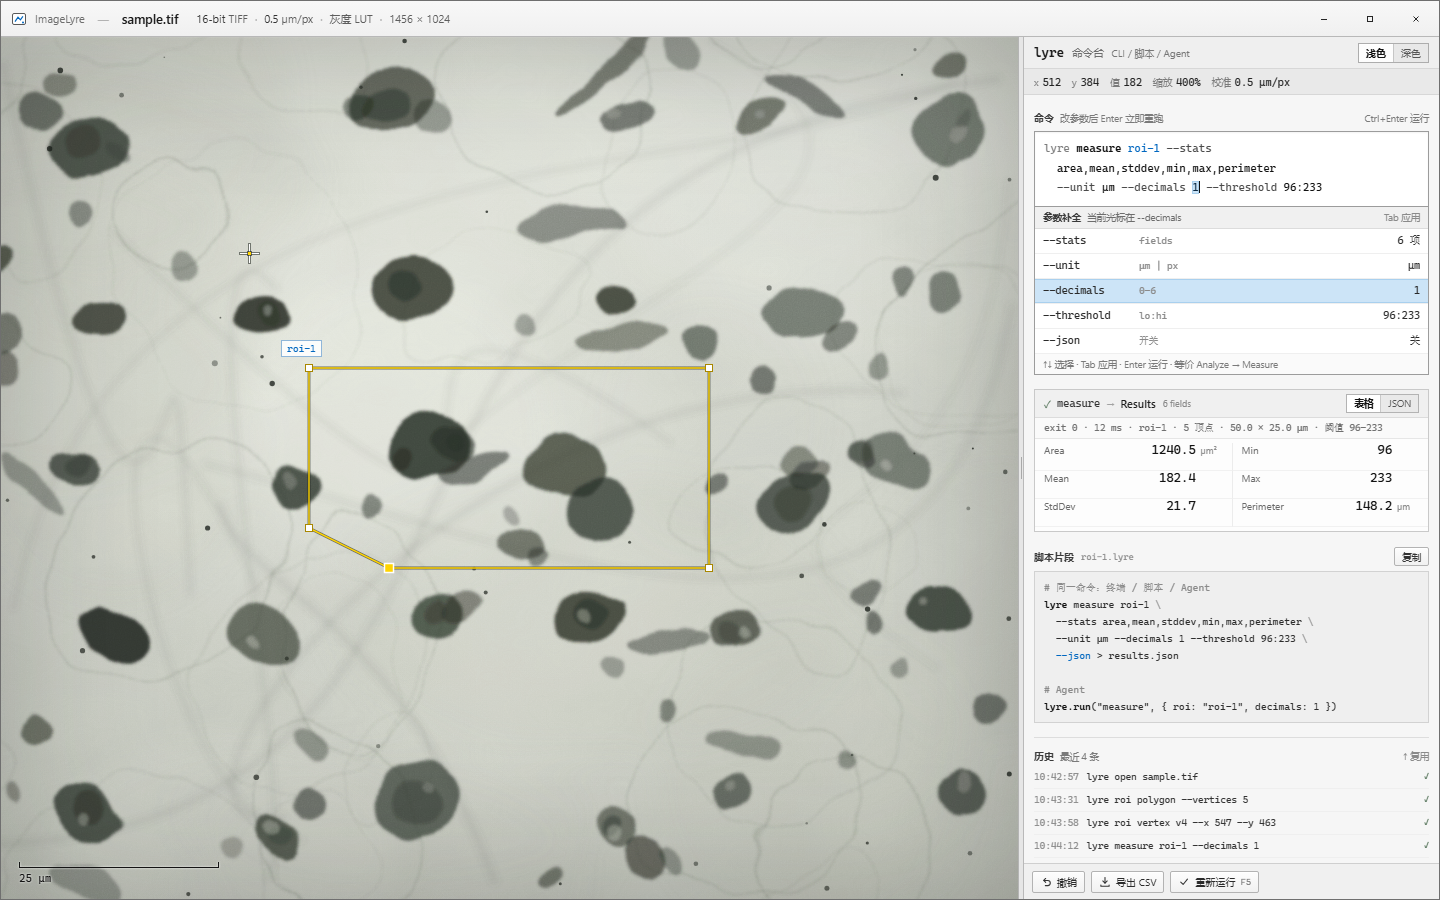 ImageLyre — sample.tif 16-bit TIFF · 0.5 µm/px · 灰度 LUT · 1456 × 1024
roi-1
25 µm
lyre 命令台 CLI / 脚本 / Agent 浅色 深色
x 512 y 384 值 182 缩放 400% 校准 0.5 µm/px
命令 改参数后 Enter 立即重跑 Ctrl+Enter 运行
lyre measure roi-1 --stats
area,mean,stddev,min,max,perimeter
--unit µm --decimals 1 --threshold 96:233
参数补全 当前光标在 --decimals Tab 应用
--stats fields 6 项
--unit µm | px µm
--decimals 0-6 1
--threshold lo:hi 96:233
--json 开关 关
↑↓ 选择 · Tab 应用 · Enter 运行 · 等价 Analyze → Measure
✓ measure → Results 6 fields 表格 JSON
exit 0 · 12 ms · roi-1 · 5 顶点 · 50.0 × 25.0 µm · 阈值 96–233
Area 1240.5 µm² Min 96
Mean 182.4 Max 233
StdDev 21.7 Perimeter 148.2 µm
脚本片段 roi-1.lyre 复制
# 同一命令: 终端 / 脚本 / Agent
lyre measure roi-1 \
--stats area,mean,stddev,min,max,perimeter \
--unit µm --decimals 1 --threshold 96:233 \
--json > results.json
# Agent
lyre.run("measure", { roi: "roi-1", decimals: 1 })
历史 最近 4 条 ↑ 复用
10:42:57 lyre open sample.tif ✓
10:43:31 lyre roi polygon --vertices 5 ✓
10:43:58 lyre roi vertex v4 --x 547 --y 463 ✓
10:44:12 lyre measure roi-1 --decimals 1 ✓
撤销 导出 CSV 重新运行 F5